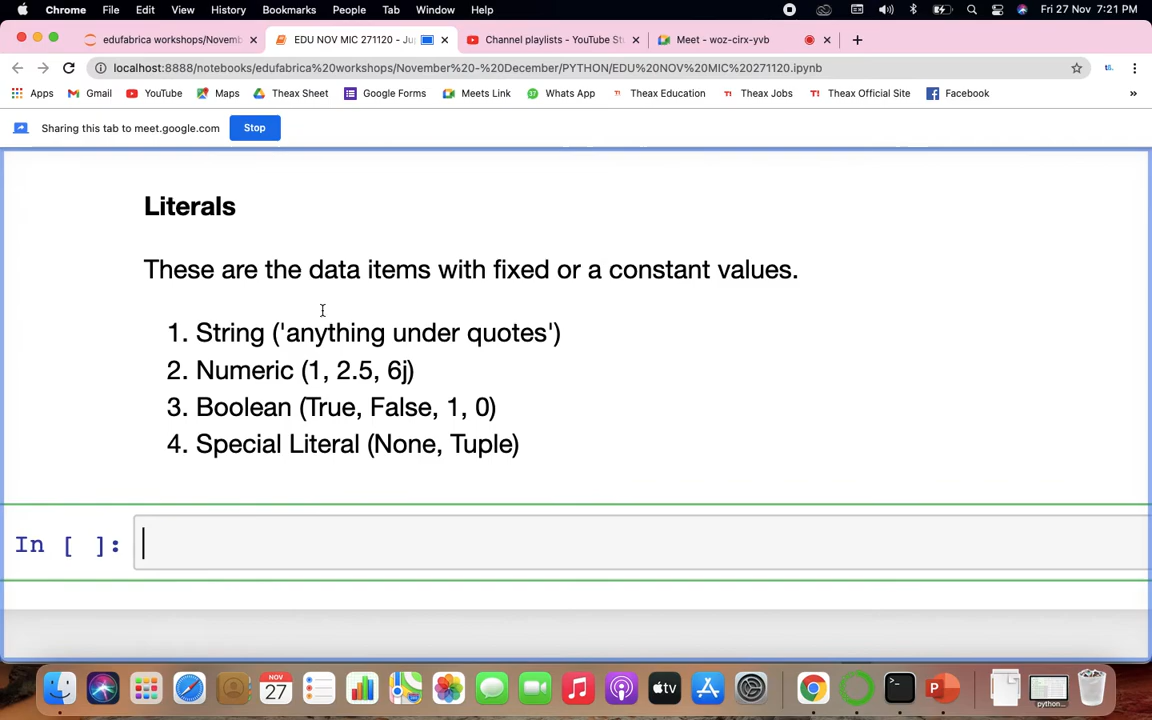 Chrome File Edit View History Bookmarks People Tab Window Help Fri 27 Nov 7:21 PM
edufabrica workshops/Novemb EDU NOV MIC 271120 - Ju Channel playlists - YouTube St Meet - woz-cirx-yvb
localhost:8888/notebooks/edufabrica%20workshops/November%20-%20December/PYTHON/EDU%20NOV%20MIC%20271120.ipynb
Apps Gmail YouTube Maps Theax Sheet Google Forms Meets Link Whats App Theax Education Theax Jobs Theax Official Site Facebook »
Sharing this tab to meet.google.com Stop
Literals
These are the data items with fixed or a constant values.
1. String ('anything under quotes')
2. Numeric (1, 2.5, 6j)
3. Boolean (True, False, 1, 0)
4. Special Literal (None, Tuple)
In [ ]:
NOV
27
tv
python...